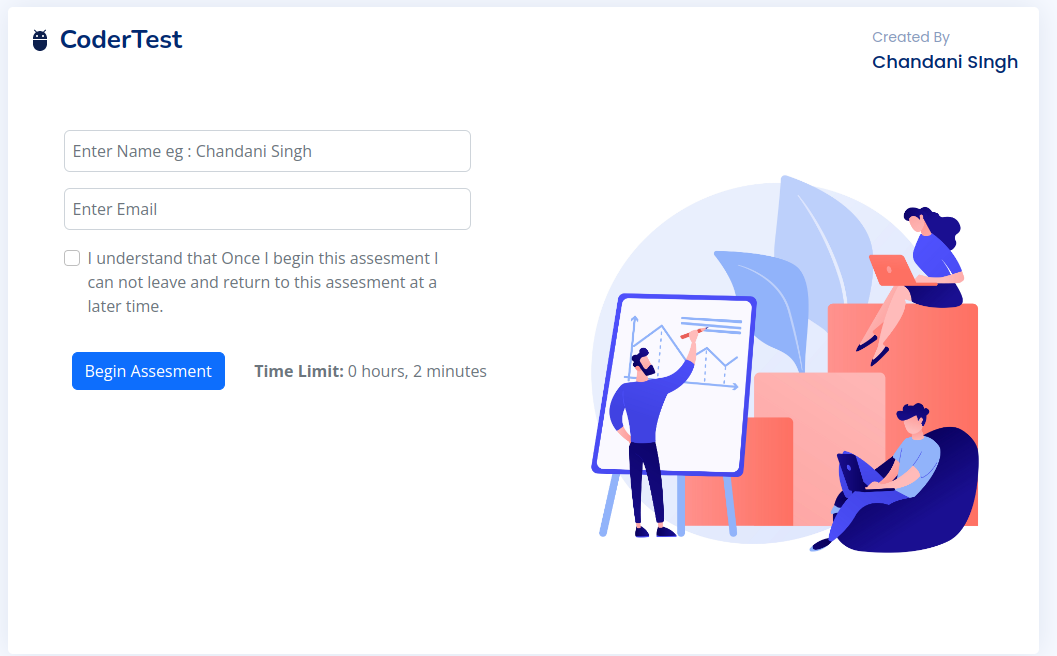 CoderTest
Created By
Chandani SIngh
Enter Name eg : Chandani Singh
Enter Email
I understand that Once I begin this assesment I
can not leave and return to this assesment at a
later time.
Begin Assesment
Time Limit: 0 hours, 2 minutes